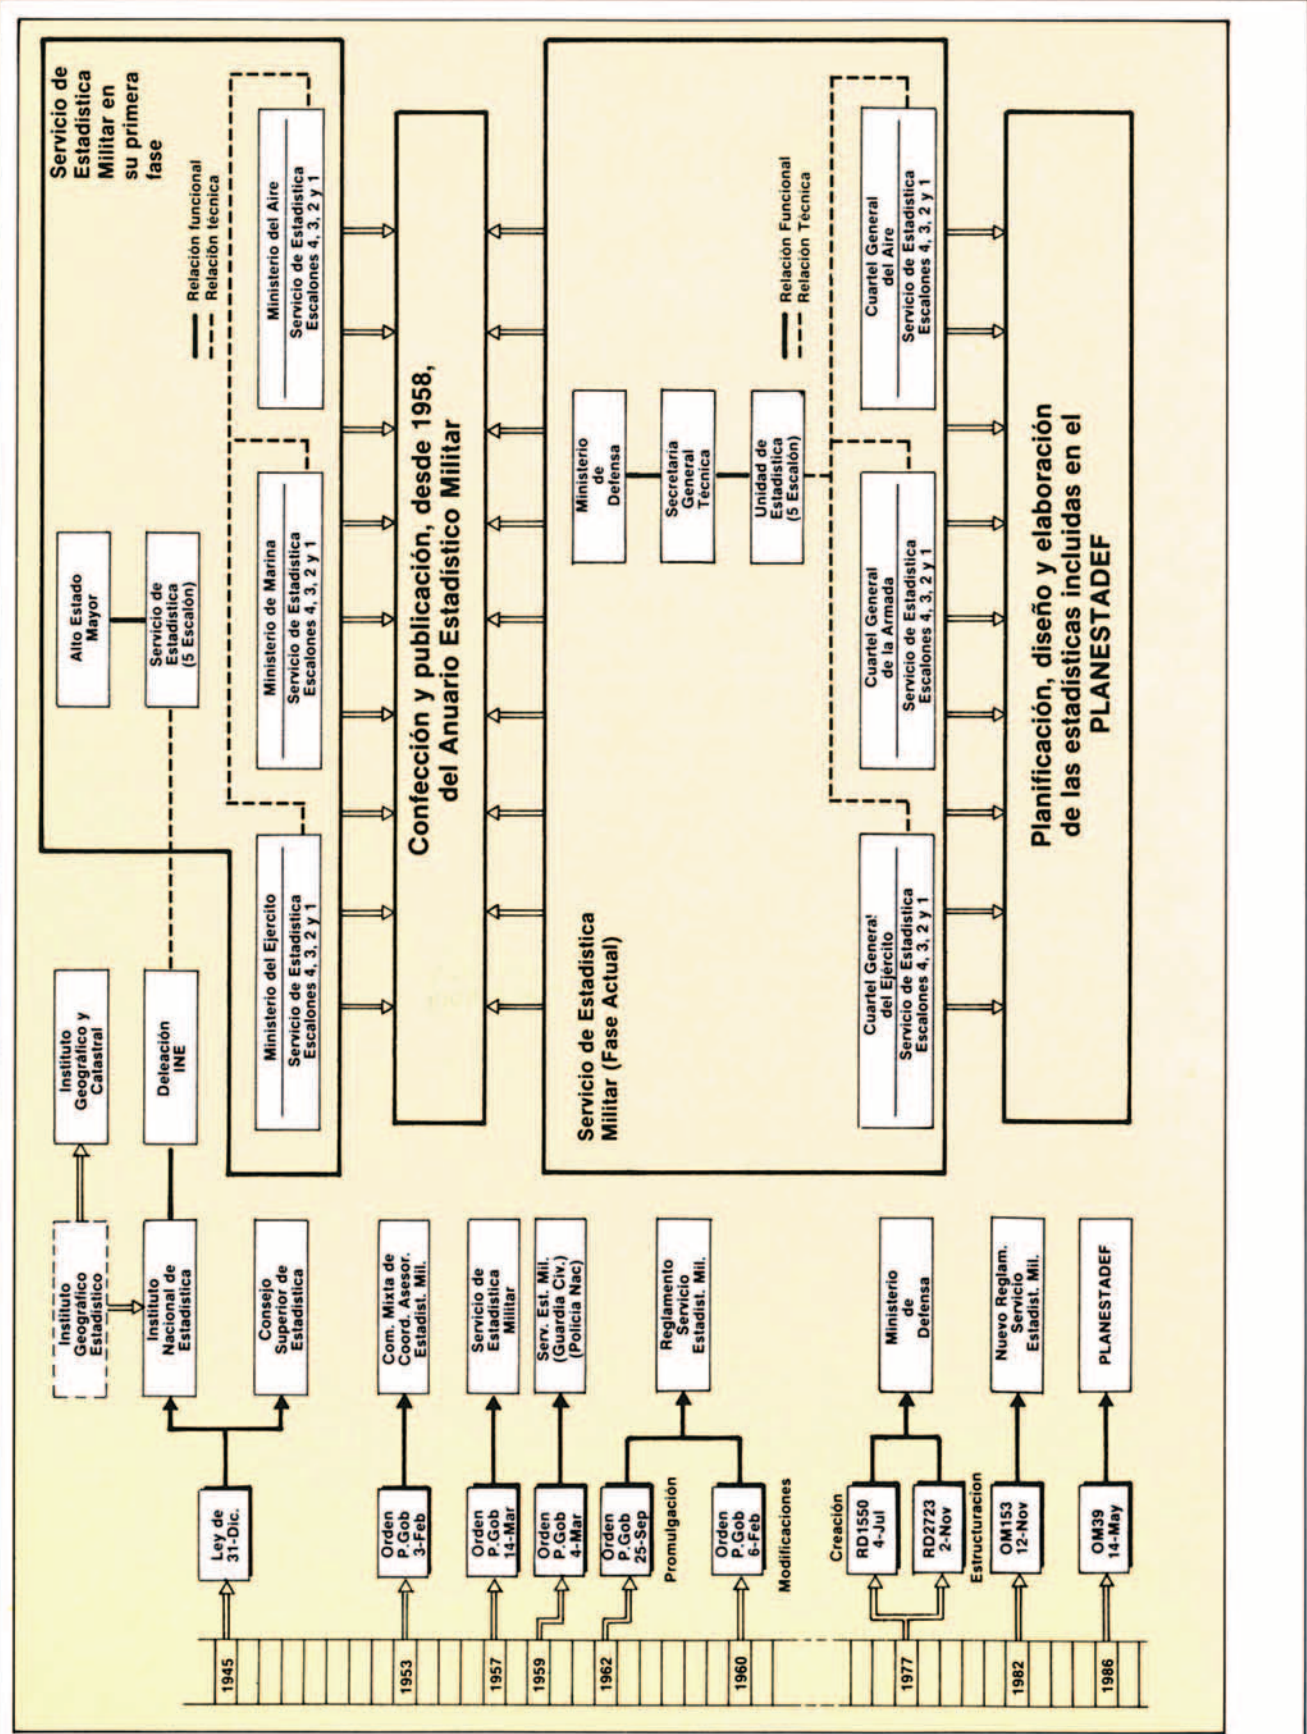 Servicio de
Estadistica
Militar en
su primera
fase
Instituto
Geográfico
Estadístico
Instituto
Geográfico y
Catastral
Alto Estado
Mayor
Instituto
Nacional de
Estadística
Deleación
INE
Servicio de
Estadística
(5 Escalón)
Relación funcional
Relación técnica
1945
Ley de
31-Dic.
Consejo
Superior de
Estadística
Ministerio del Ejercito
Servicio de Estadística
Escalones 4, 3, 2 y 1
Ministerio de Marina
Servicio de Estadística
Escalones 4, 3, 2 y 1
Ministerio del Aire
Servicio de Estadística
Escalones 4, 3, 2 y 1
1953
Orden
P.Gob
3-Feb
Com. Mixta de
Coord. Asesor.
Estadist. Mil.
Confección y publicación, desde 1958,
del Anuario Estadistico Militar
1957
Orden
P.Gob
14-Mar
Servicio de
Estadística
Militar
1959
Orden
P.Gob
4-Mar
Serv. Est. Mil.
(Guardia Civ.)
(Policía Nac)
1962
Orden
P.Gob
25-Sep
Promulgación
Reglamento
Servicio
Estadist. Mil.
1960
Orden
P.Gob
6-Feb
Modificaciones
Servicio de Estadistica
Militar (Fase Actual)
Ministerio
de
Defensa
Secretaria
General
Técnica
Unidad de
Estadistica
(5 Escalón)
Relación Funcional
Relación Técnica
Creación
1977
RD1550
4-Jul
RD2723
2-Nov
Estructuracion
Ministerio
de
Defensa
Cuartel General
del Ejército
Servicio de Estadistica
Escalones 4, 3, 2 y 1
Cuartel General
de la Armada
Servicio de Estadistica
Escalones 4, 3, 2 y 1
Cuartel General
del Aire
Servicio de Estadistica
Escalones 4, 3, 2 y 1
1982
OM153
12-Nov
Nuevo Reglam.
Servicio
Estadist. Mil.
1986
OM39
14-May
PLANESTADEF
Planificación, diseño y elaboración
de las estadísticas incluidas en el
PLANESTADEF